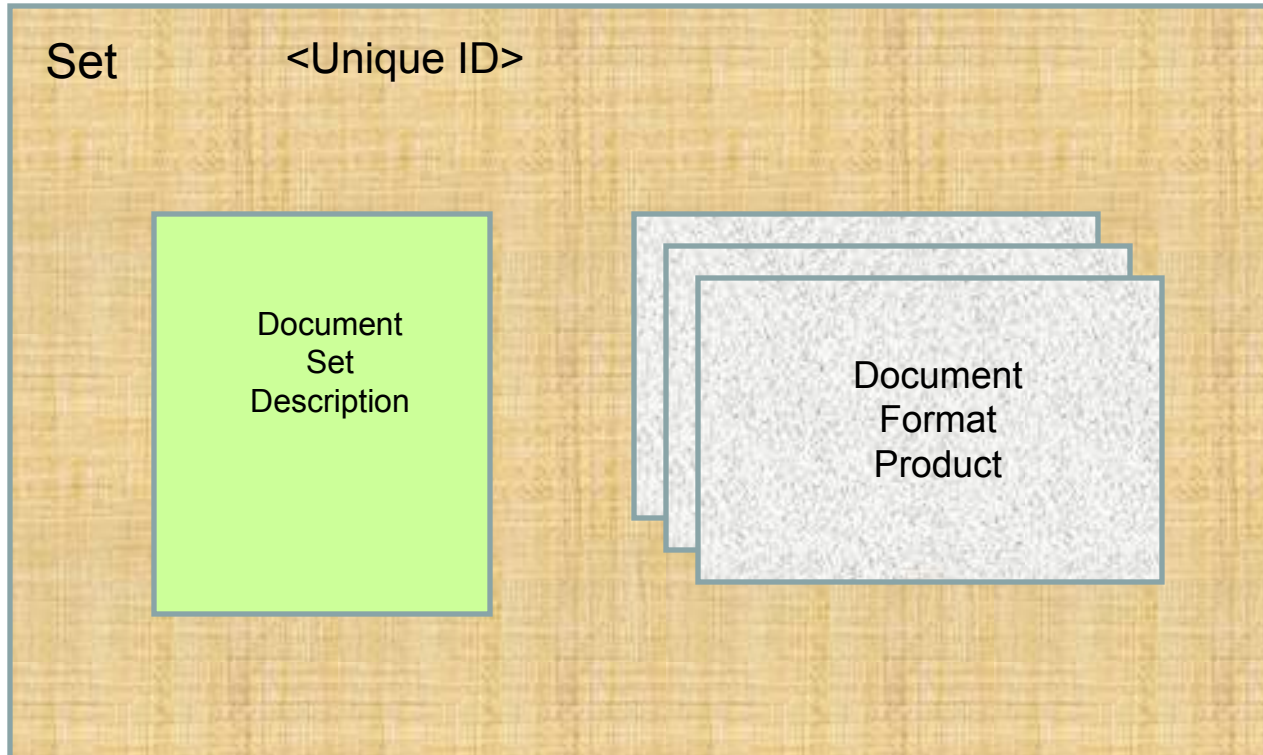 Set <Unique ID>
Document
Set
Description
Document
Format
Product